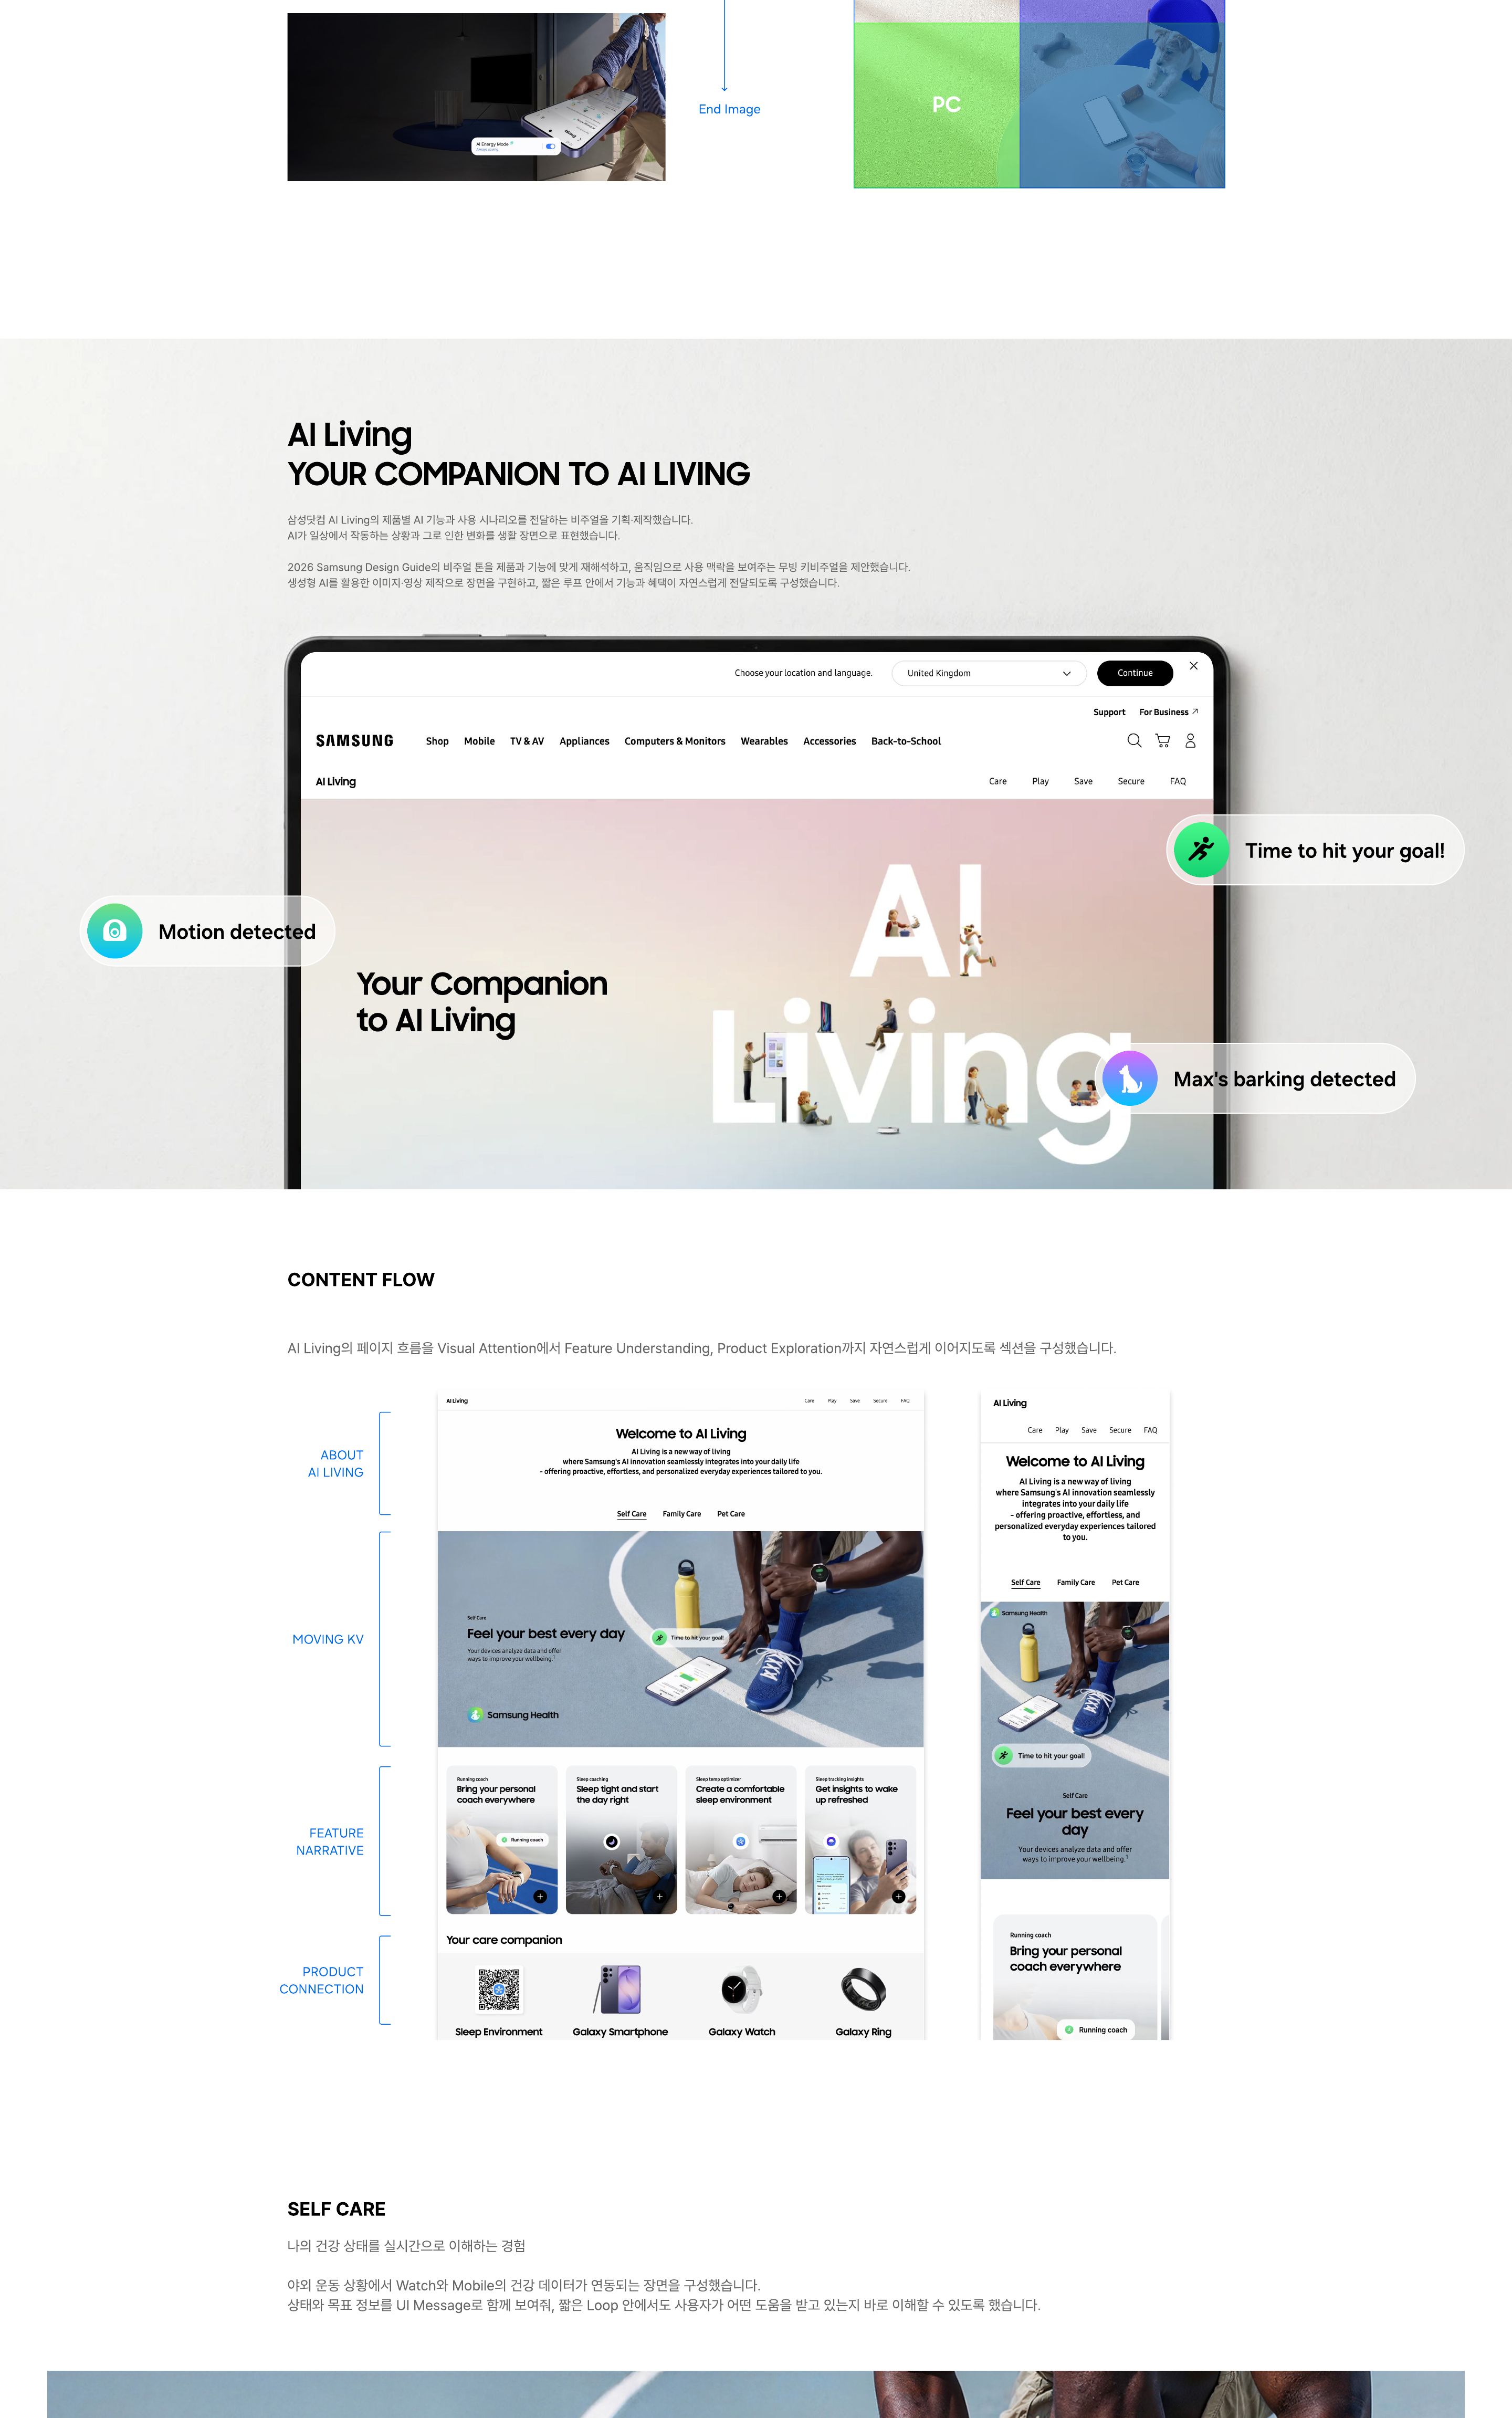 AI Energy Mode
Always saving
Energy
End Image
PC
AI Living
YOUR COMPANION TO AI LIVING
삼성닷컴 AI Living의 제품별 AI 기능과 사용 시나리오를 전달하는 비주얼을 기획·제작했습니다.
AI가 일상에서 작동하는 상황과 그로 인한 변화를 생활 장면으로 표현했습니다.
2026 Samsung Design Guide의 비주얼 톤을 제품과 기능에 맞게 재해석하고, 움직임으로 사용 맥락을 보여주는 무빙 키비주얼을 제안했습니다.
생성형 AI를 활용한 이미지·영상 제작으로 장면을 구현하고, 짧은 루프 안에서 기능과 혜택이 자연스럽게 전달되도록 구성했습니다.
Choose your location and language.
United Kingdom
Continue
Support For Business
SAMSUNG Shop Mobile TV & AV Appliances Computers & Monitors Wearables Accessories Back-to-School
AI Living Care Play Save Secure FAQ
Time to hit your goal!
Motion detected
Your Companion
to AI Living
AI
Living
Max's barking detected
CONTENT FLOW
AI Living의 페이지 흐름을 Visual Attention에서 Feature Understanding, Product Exploration까지 자연스럽게 이어지도록 섹션을 구성했습니다.
ABOUT
AI LIVING
MOVING KV
FEATURE
NARRATIVE
PRODUCT
CONNECTION
AI Living Care Play Save Secure FAQ
Welcome to AI Living
AI Living is a new way of living
where Samsung's AI innovation seamlessly integrates into your daily life
- offering proactive, effortless, and personalized everyday experiences tailored to you.
Self Care Family Care Pet Care
Self Care
Feel your best every day
Your devices analyze data and offer
ways to improve your wellbeing.1
Time to hit your goal!
Samsung Health
Running coach
Bring your personal
coach everywhere
Running coach
Sleep coaching
Sleep tight and start
the day right
Sleep temp optimizer
Create a comfortable
sleep environment
Sleep tracking insights
Get insights to wake
up refreshed
Your care companion
Sleep Environment
Galaxy Smartphone
Galaxy Watch
Galaxy Ring
AI Living
Care Play Save Secure FAQ
Welcome to AI Living
AI Living is a new way of living
where Samsung's AI innovation seamlessly
integrates into your daily life
- offering proactive, effortless, and
personalized everyday experiences tailored
to you.
Self Care Family Care Pet Care
Samsung Health
Time to hit your goal!
Self Care
Feel your best every
day
Your devices analyze data and offer
ways to improve your wellbeing.1
Running coach
Bring your personal
coach everywhere
Running coach
SELF CARE
나의 건강 상태를 실시간으로 이해하는 경험
야외 운동 상황에서 Watch와 Mobile의 건강 데이터가 연동되는 장면을 구성했습니다.
상태와 목표 정보를 UI Message로 함께 보여줘, 짧은 Loop 안에서도 사용자가 어떤 도움을 받고 있는지 바로 이해할 수 있도록 했습니다.